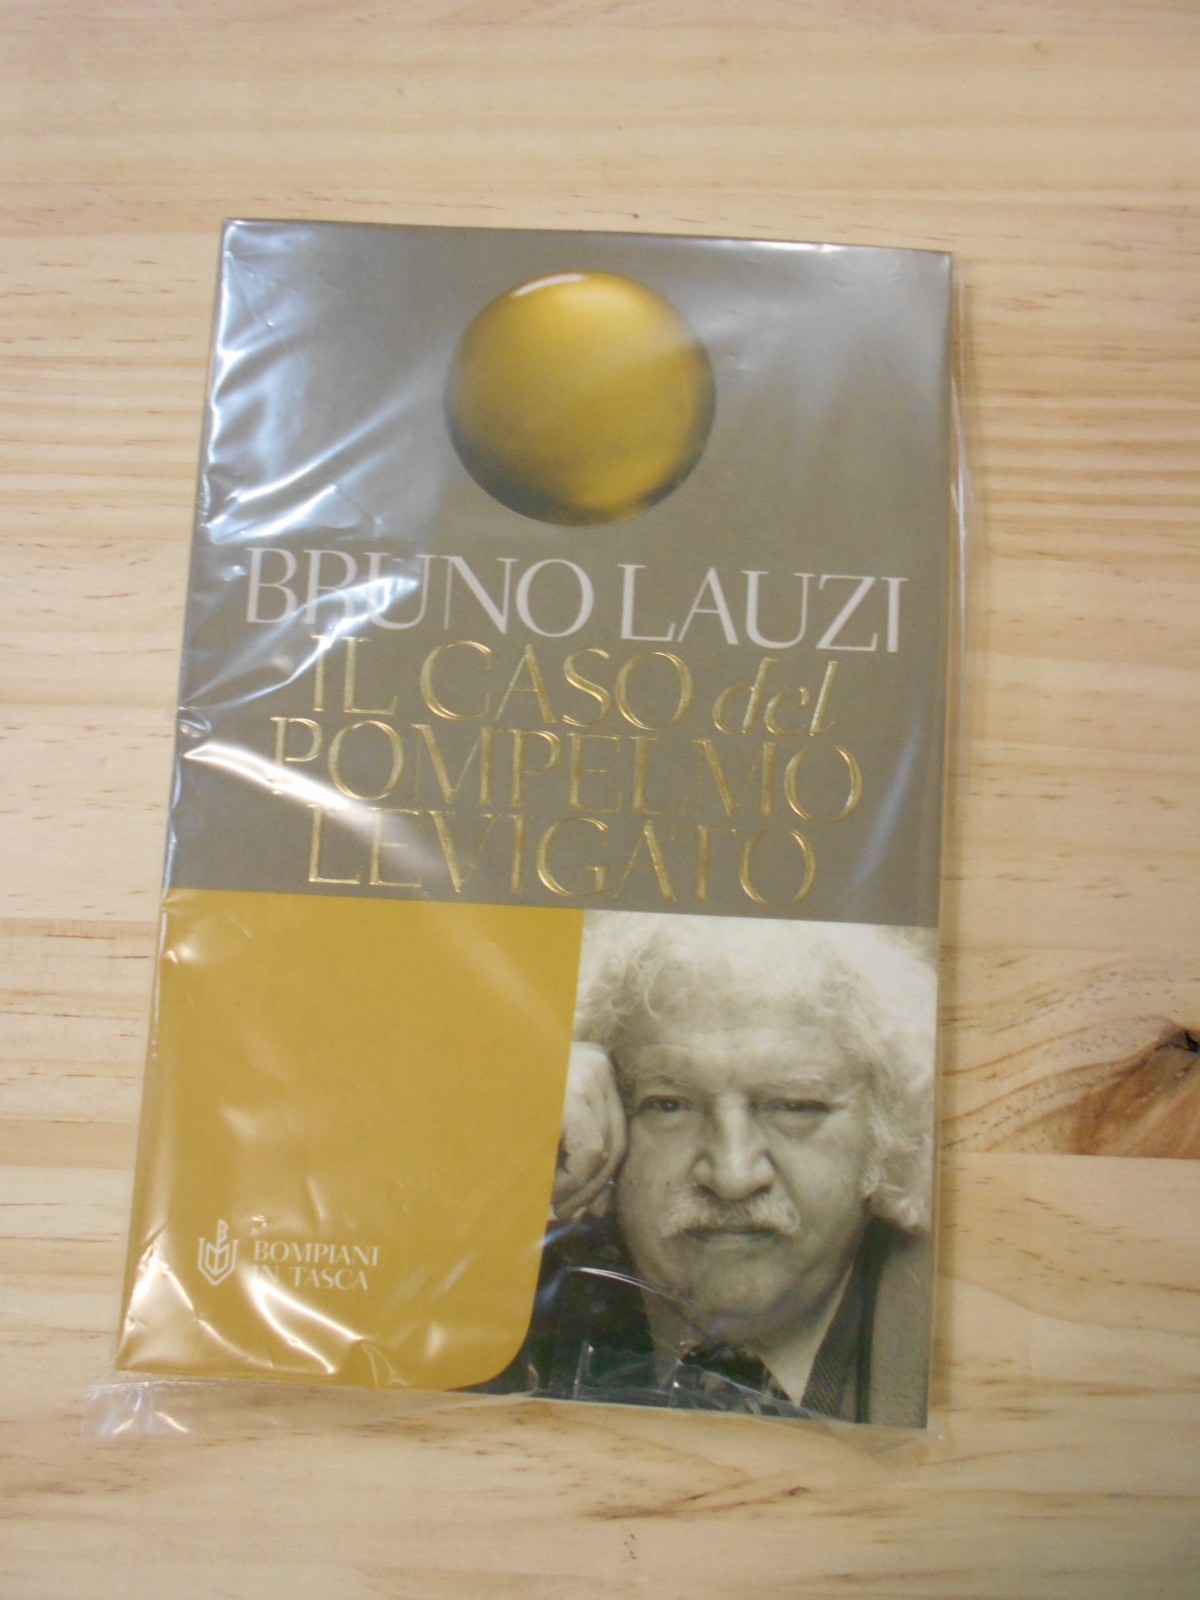 BRUNO LAUZI
IL CASO del
POMPELMO
LEVIGATO
BOMPIANI
IN TASCA